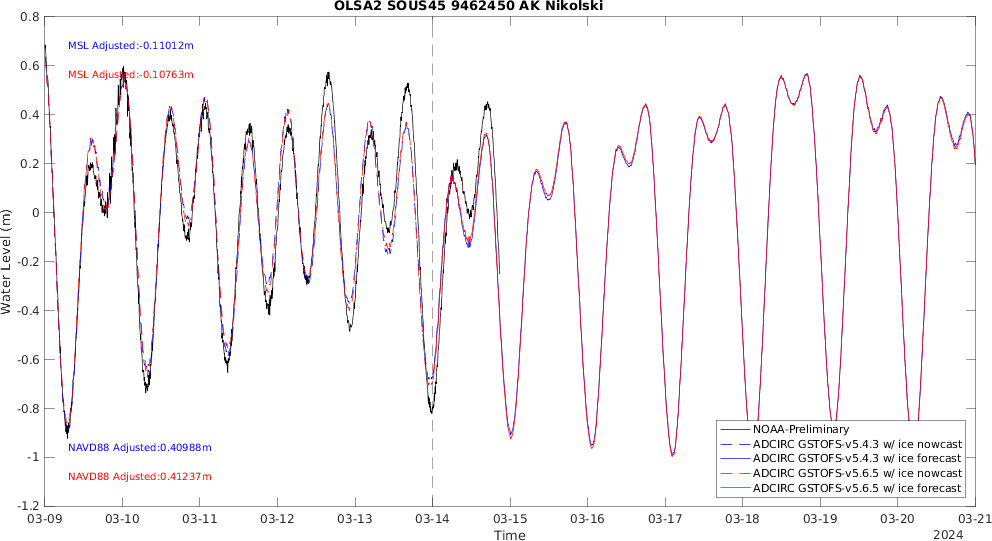 OLSA2 SOUS45 9462450 AK Nikolski
0.8
0.6
0.4
0.2
0
-0.2
-0.4
-0.6
-0.8
-1
-1.2
Water Level (m)
MSL Adjusted:-0.11012m
MSL Adjusted:-0.10763m
NAVD88 Adjusted:0.40988m
NAVD88 Adjusted:0.41237m
NOAA-Preliminary
ADCIRC GSTOFS-v5.4.3 w/ ice nowcast
ADCIRC GSTOFS-v5.4.3 w/ ice forecast
ADCIRC GSTOFS-v5.6.5 w/ ice nowcast
ADCIRC GSTOFS-v5.6.5 w/ ice forecast
03-09 03-10 03-11 03-12 03-13 03-14 03-15 03-16 03-17 03-18 03-19 03-20 03-21
Time
2024